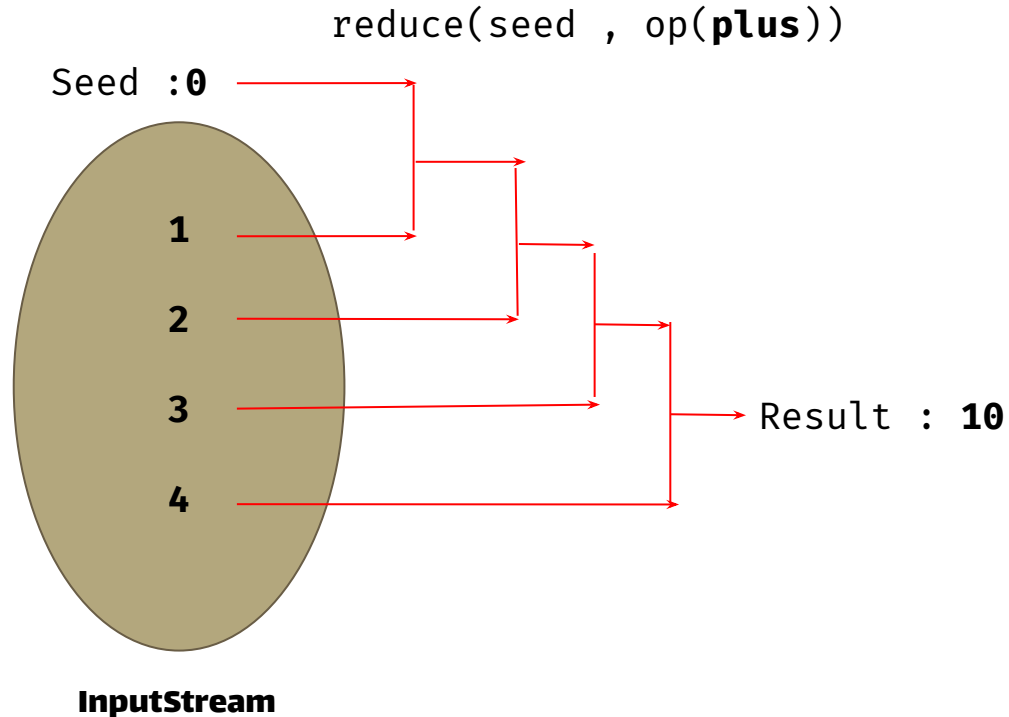 reduce(seed , op(plus))
Seed :0
1
2
3
4
Result : 10
InputStream